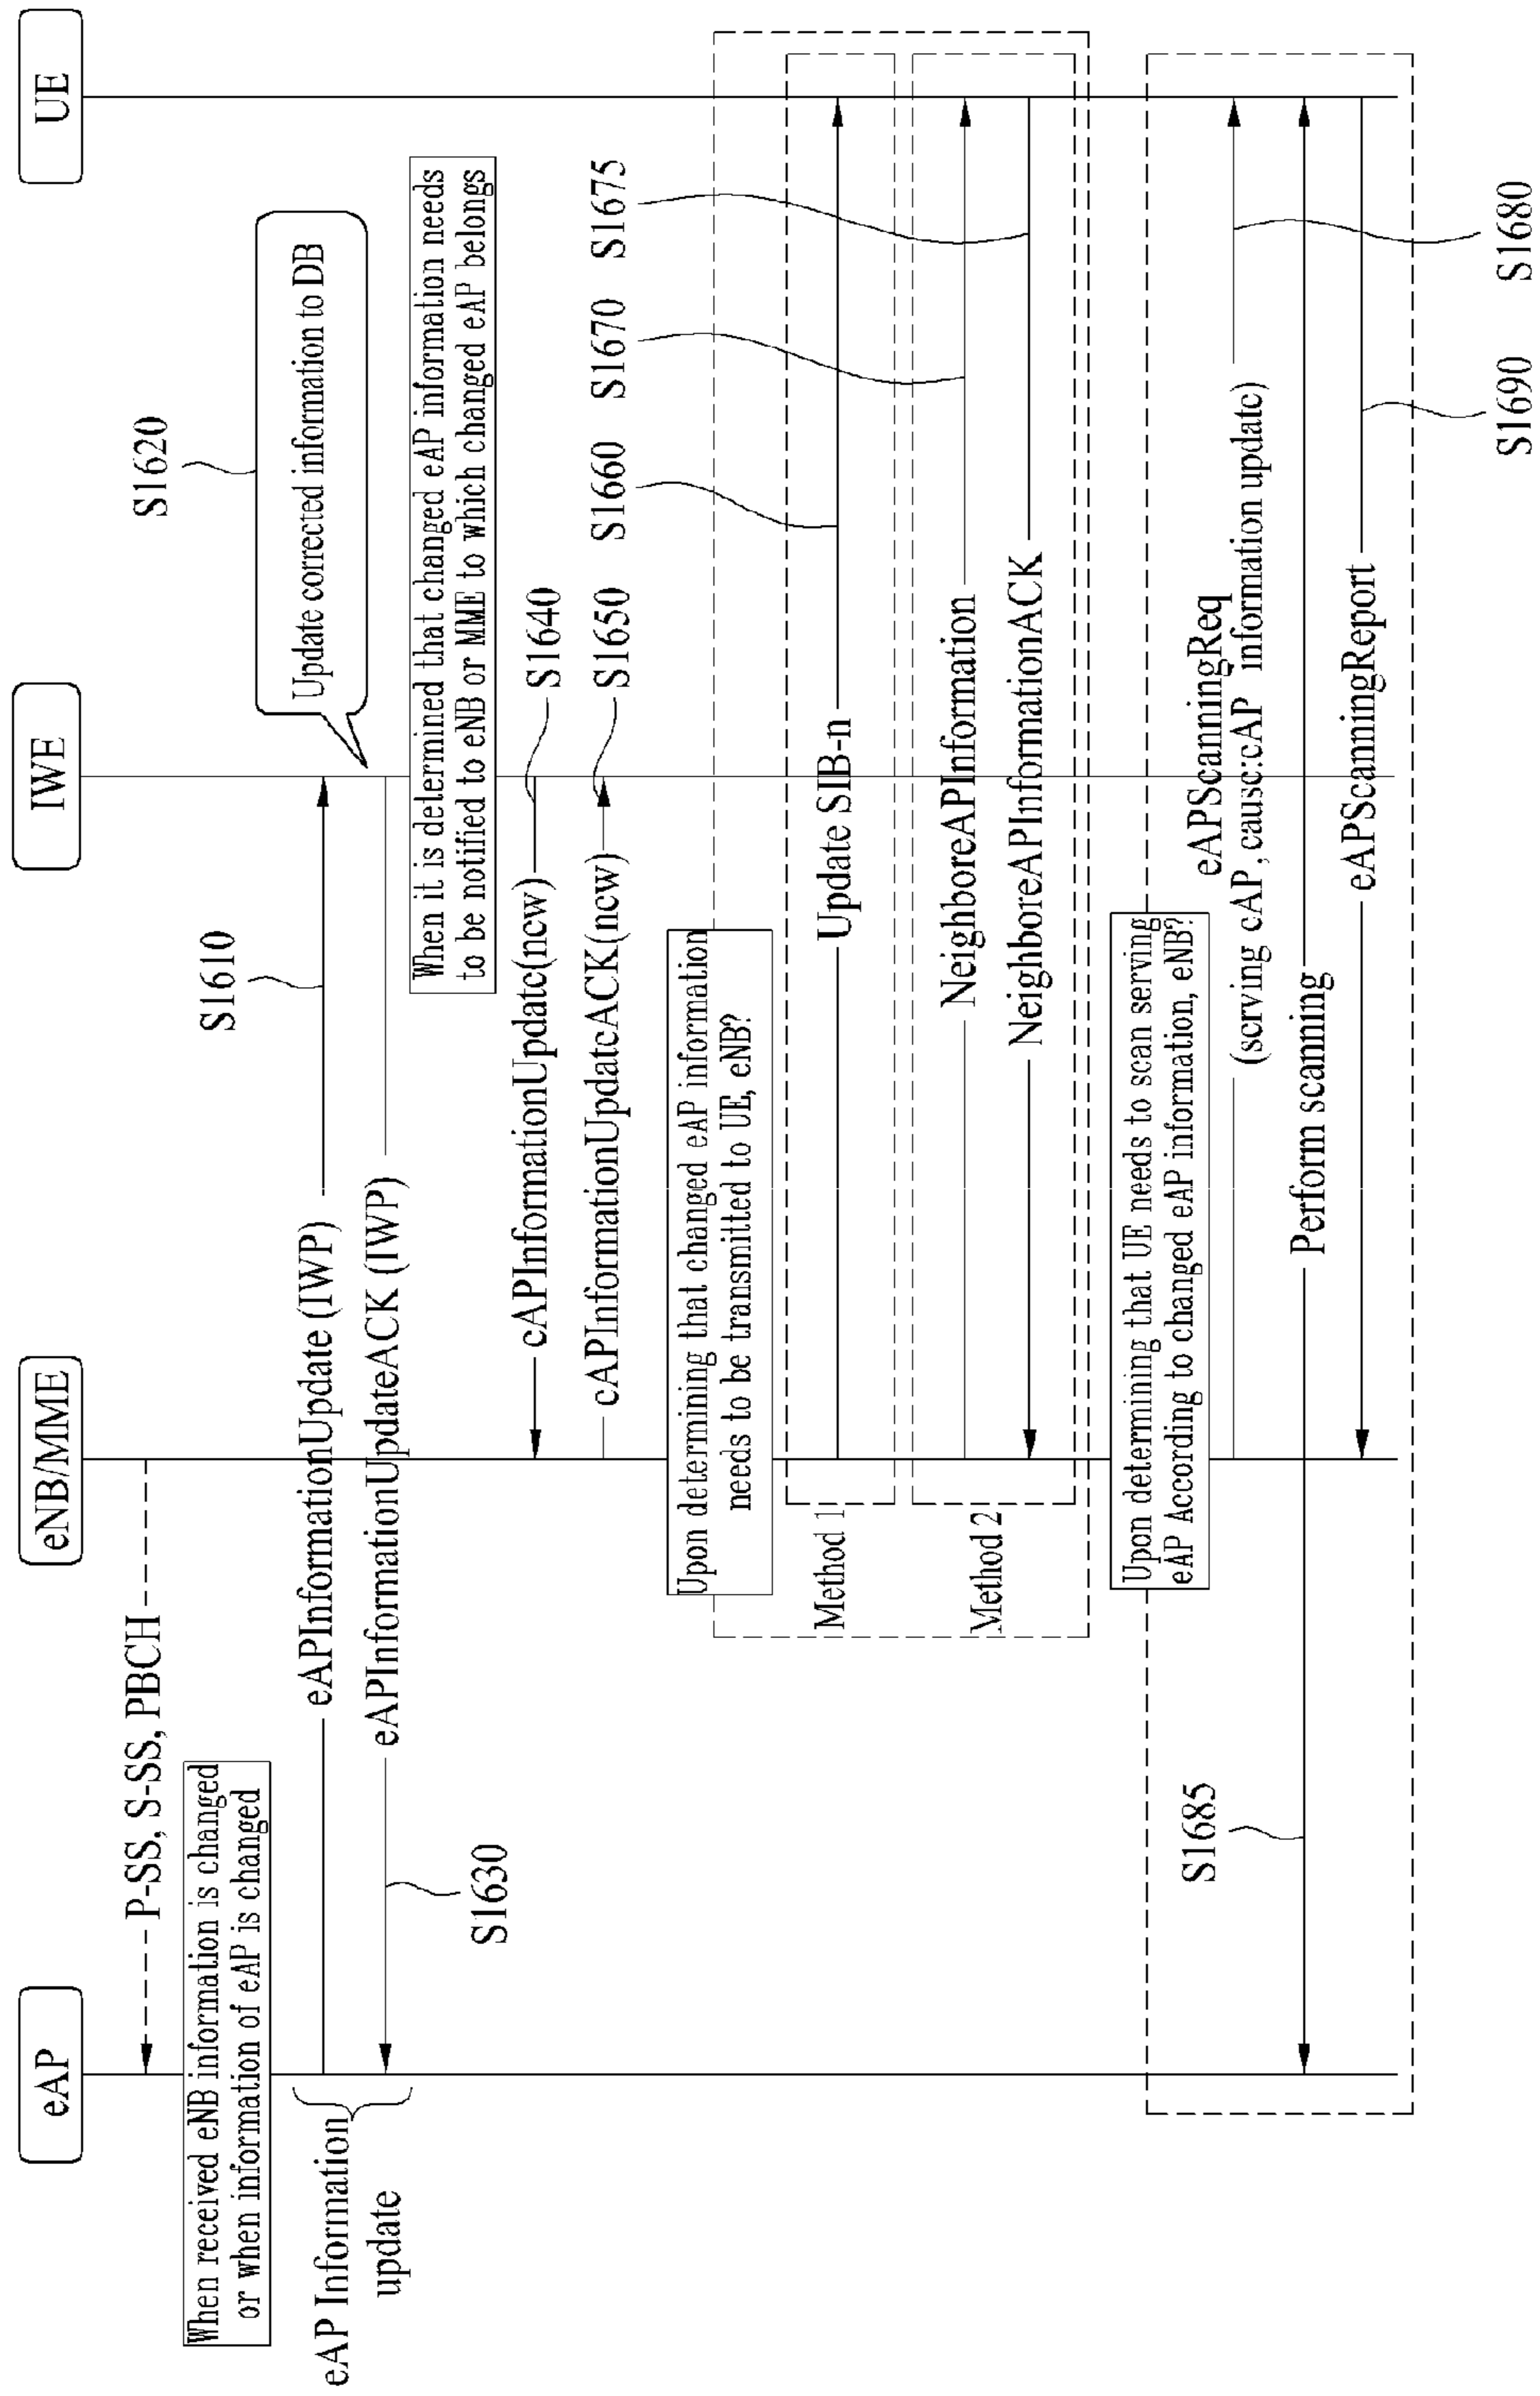 eAP
eNB/MME
IWE
UE
P-SS, S-SS, PBCH
When received eNB information is changed
or when information of eAP is changed
S1610
S1620
eAP Information
update
eAPInformationUpdate (IWP)
Update corrected information to DB
eAPInformationUpdateACK (IWP)
S1630
When it is determined that changed eAP information needs
to be notified to eNB or MME to which changed eAP belongs
eAPInformationUpdate(new)
S1640
eAPInformationUpdateACK(new)
S1650
S1660
S1670
S1675
Upon determining that changed eAP information
needs to be transmitted to UE, eNB?
Method 1
Update SIB-n
Method 2
NeighboreAPInformation
NeighboreAPInformationACK
Upon determining that UE needs to scan serving
eAP According to changed eAP information, eNB?
eAPScanningReq
(serving eAP, cause:eAP information update)
S1685
Perform scanning
eAPScanningReport
S1690
S1680